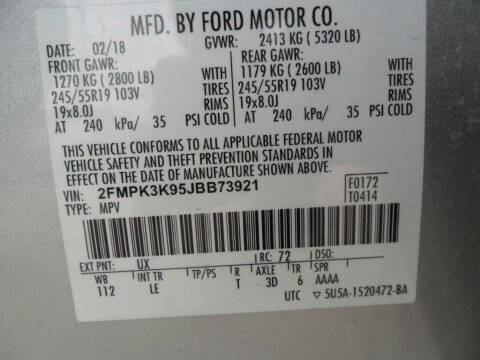 MFD. BY FORD MOTOR CO.
DATE: 02/18 GVWR: 2413 KG ( 5320 LB)
FRONT GAWR: REAR GAWR:
1270 KG ( 2800 LB) WITH 1179 KG ( 2600 LB) WITH
245/55R19 103V TIRES 245/55R19 103V TIRES
19x8.0J RIMS 19x8.0J RIMS
AT 240 kPa/ 35 PSI COLD AT 240 kPa/ 35 PSI COLD
THIS VEHICLE CONFORMS TO ALL APPLICABLE FEDERAL MOTOR
VEHICLE SAFETY AND THEFT PREVENTION STANDARDS IN
EFFECT ON THE DATE OF MANUFACTURE SHOWN ABOVE.
VIN: 2FMPK3K95JBB73921 F0172
TYPE: MPV T0414
EXT PNT: UX RC: 72 DSO:
WB INT TR TP/PS R AXLE TR SPR
112 LE T 3D 6 AAAA
UTC ▽ 5U5A-1520472-BA